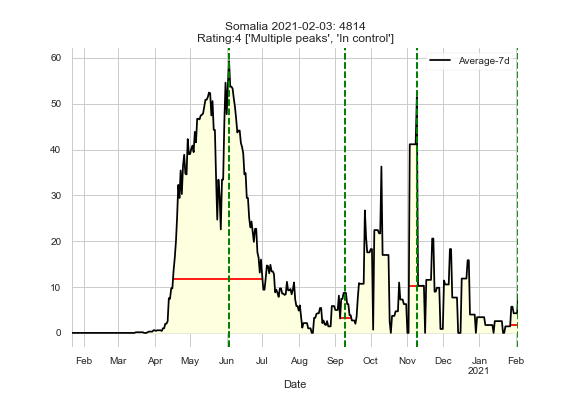 Somalia 2021-02-03: 4814
Rating:4 ['Multiple peaks', 'In control']
Average-7d
60
50
40
30
20
10
0
Feb Mar Apr May Jun Jul Aug Sep Oct Nov Dec Jan Feb
2021
Date